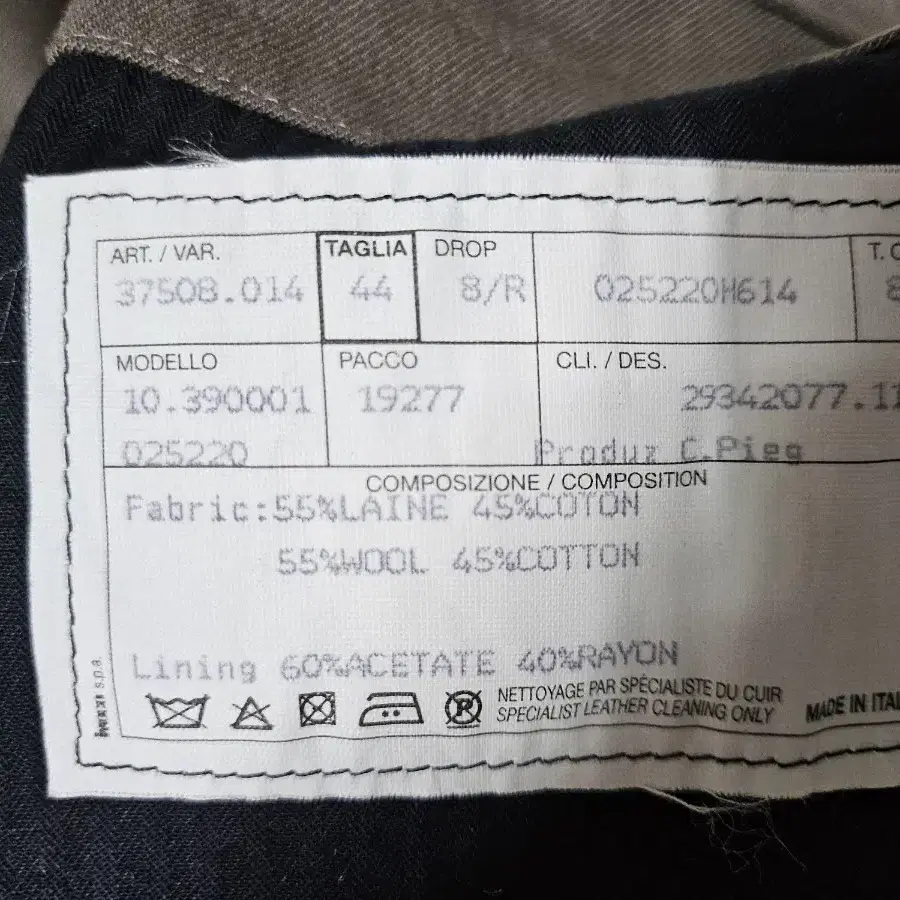 ART. / VAR. TAGLIA DROP T. C
37508.014 44 8/R 025220H614 8
MODELLO PACCO CLI. / DES.
10.390001 19277 29342077.11
025220 Produz C.Pieg
COMPOSIZIONE / COMPOSITION
Fabric:55%LAINE 45%COTON
55%WOOL 45%COTTON
Lining 60%ACETATE 40%RAYON
NETTOYAGE PAR SPÉCIALISTE DU CUIR
SPECIALIST LEATHER CLEANING ONLY
MADE IN ITAL
s.p.a.